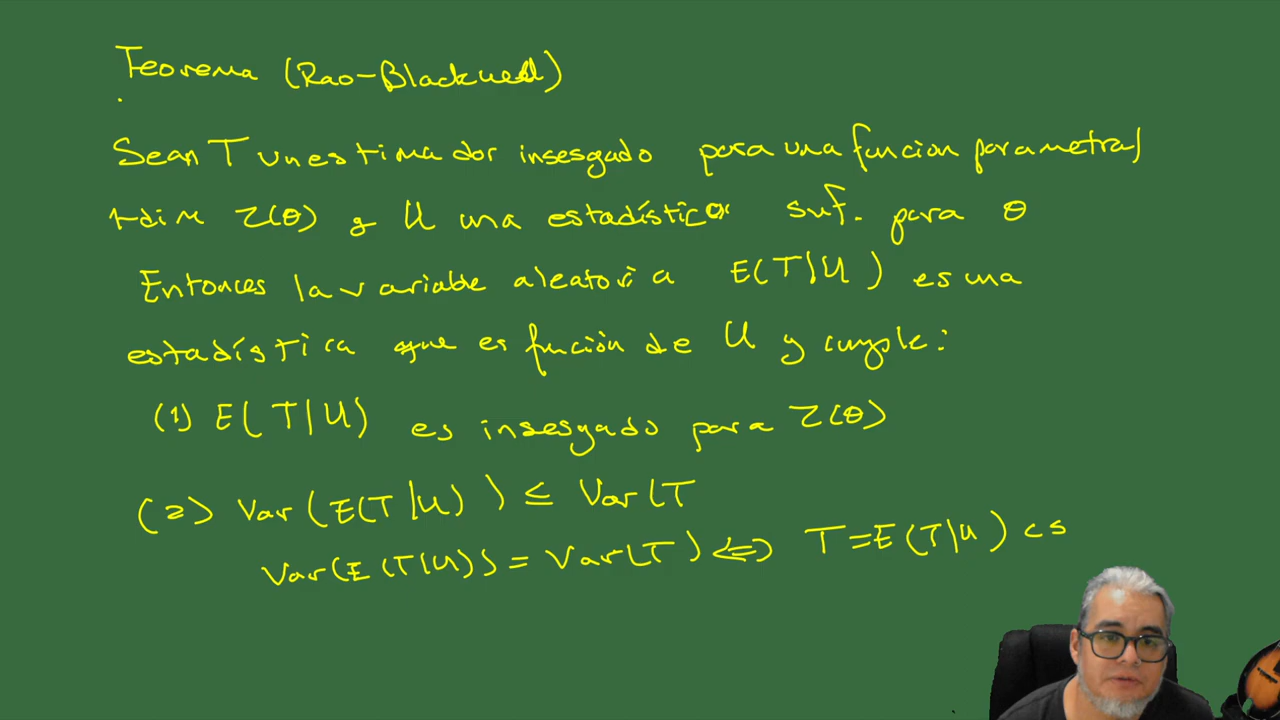 Teorema (Rao-Blackwell)
Sean T un estimador insesgado para una funcion parametral
1-dim τ(θ) y U una estadística suf. para θ
Entonces la variable aleatoria E(T|U) es una
estadística que es función de U y cumple:
(1) E(T|U) es insesgado para τ(θ)
(2) Var(E(T|U)) ≤ Var(T
Var(E(T|U)) = Var(T) ⟺ T=E(T|U) cs